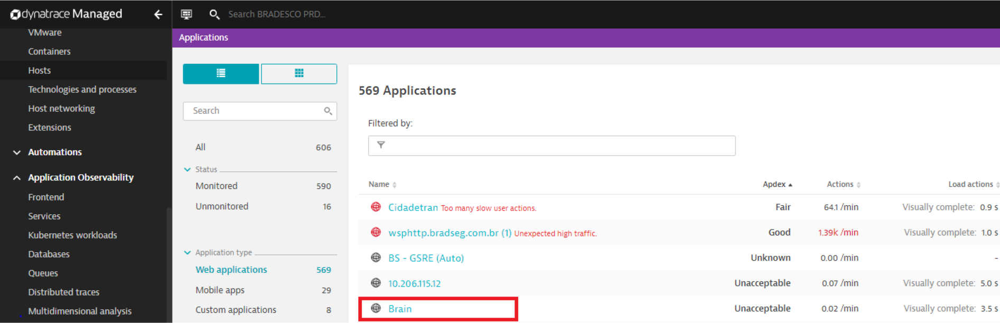 dynatrace Managed
Search BRADESCO PRD...
VMware
Containers
Hosts
Technologies and processes
Host networking
Extensions
Automations
Application Observability
Frontend
Services
Kubernetes workloads
Databases
Queues
Distributed traces
Multidimensional analysis
Applications
Search
All 606
Status
Monitored 590
Unmonitored 16
Application type
Web applications 569
Mobile apps 29
Custom applications 8
569 Applications
Filtered by:
Name Apdex Actions Load actions
Cidadetran Too many slow user actions. Fair 64.1 /min Visually complete: 0.9 s
wsphttp.bradseg.com.br (1) Unexpected high traffic. Good 1.39k /min Visually complete: 1.0 s
BS - GSRE (Auto) Unknown 0.00 /min -
10.206.115.12 Unacceptable 0.07 /min Visually complete: 5.0 s
Brain Unacceptable 0.02 /min Visually complete: 3.5 s